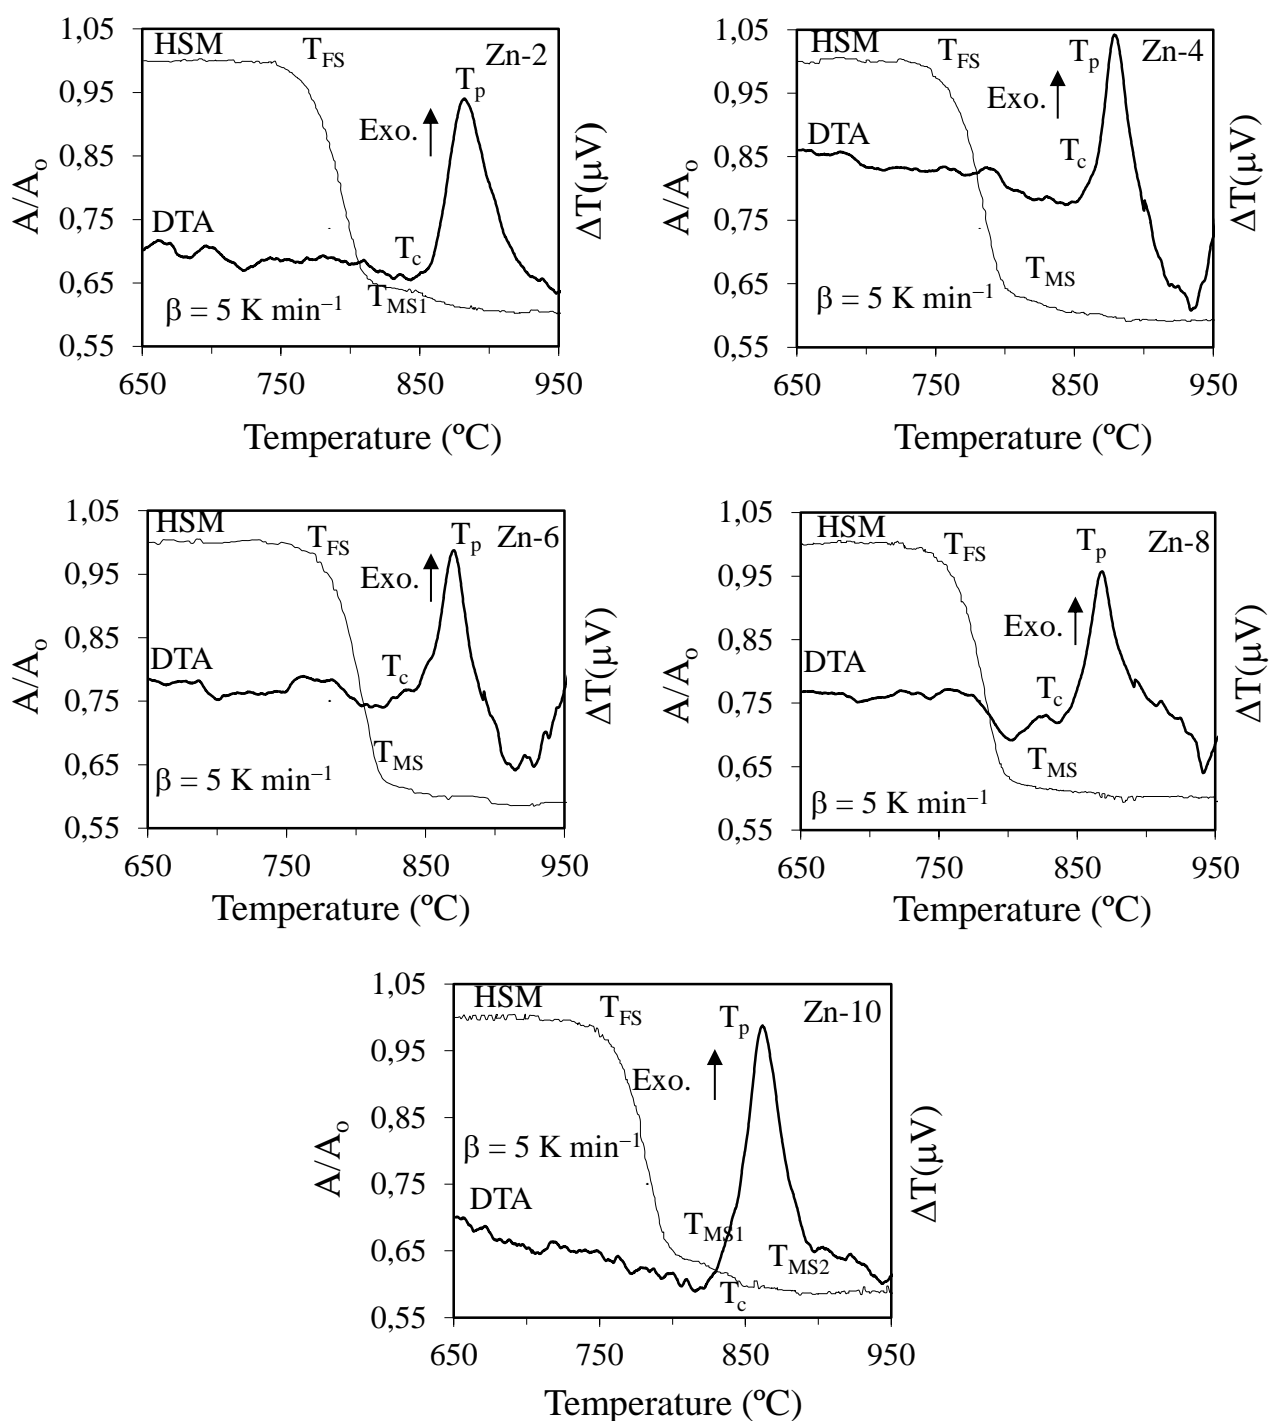 1,05
HSM
T_FS
Zn-2
0,95
T_p
Exo.
0,85
A/A_o
ΔT(µV)
0,75
DTA
T_c
0,65
T_MS1
β = 5 K min⁻¹
0,55
650 750 850 950
Temperature (ºC)
1,05
HSM
T_FS
T_p
Zn-4
0,95
Exo.
DTA
T_c
0,85
A/A_o
ΔT(µV)
0,75
T_MS
0,65
β = 5 K min⁻¹
0,55
650 750 850 950
Temperature (ºC)
1,05
HSM
T_FS
T_p
Zn-6
0,95
Exo.
0,85
A/A_o
ΔT(µV)
DTA
T_c
0,75
T_MS
0,65
β = 5 K min⁻¹
0,55
650 750 850 950
Temperature (ºC)
1,05
HSM
T_FS
T_p
Zn-8
0,95
Exo.
0,85
A/A_o
ΔT(µV)
DTA
T_c
0,75
T_MS
0,65
β = 5 K min⁻¹
0,55
650 750 850 950
Temperature (ºC)
1,05
HSM
T_FS
T_p
Zn-10
0,95
Exo.
0,85
β = 5 K min⁻¹
A/A_o
ΔT(µV)
0,75
DTA
T_MS1
0,65
T_MS2
T_c
0,55
650 750 850 950
Temperature (ºC)